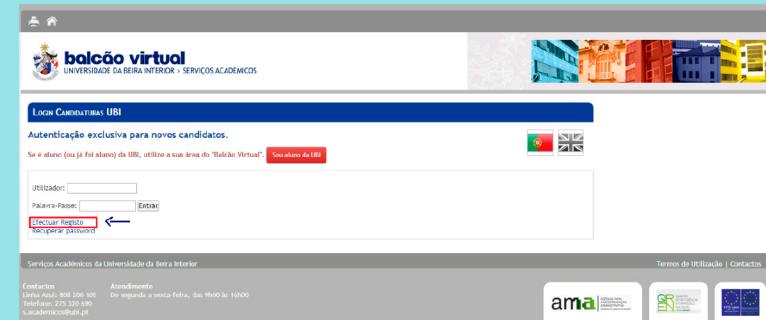 balcão virtual
UNIVERSIDADE DA BEIRA INTERIOR > SERVIÇOS ACADÉMICOS
LOGIN CANDIDATURAS UBI
Autenticação exclusiva para novos candidatos.
Se é aluno (ou já foi aluno) da UBI, utilize a sua área do "Balcão Virtual". Sou aluno da UBI
Utilizador:
Palavra-Passe: Entrar
Efectuar Registo
Recuperar password
Serviços Académicos da Universidade da Beira Interior Termos de Utilização | Contactos
Contactos Atendimento
Linha Azul: De segunda a sexta-feira, das 9h00 às 16h00
Telefone: 275 320 690
s.academicos@ubi.pt
ama